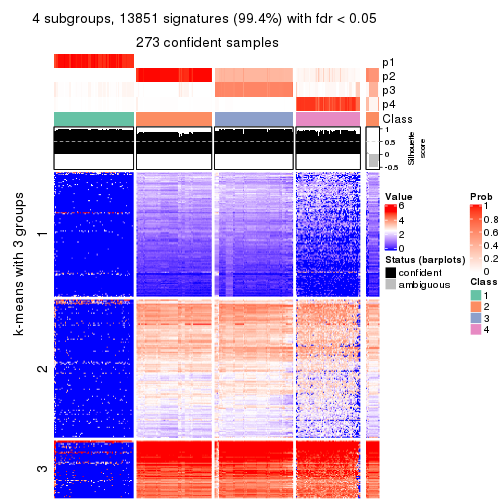 4 subgroups, 13851 signatures (99.4%) with fdr < 0.05
273 confident samples
p1
p2
p3
p4
Class
1
0.5
0
-0.5
Silhouette
score
k-means with 3 groups
1
2
3
Value
6
4
2
0
Status (barplots)
confident
ambiguous
Prob
1
0.8
0.6
0.4
0.2
0
Class
1
2
3
4